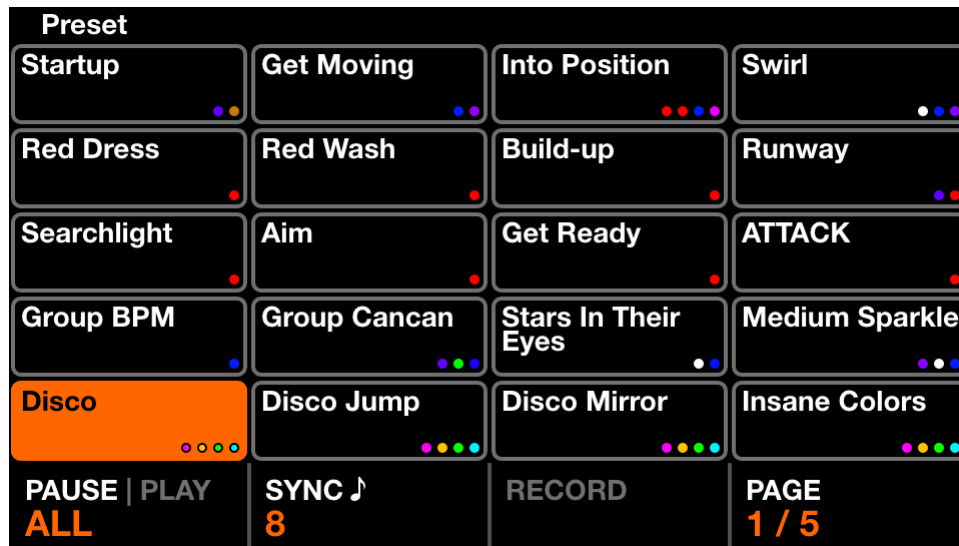 Preset
Startup
Get Moving
Into Position
Swirl
Red Dress
Red Wash
Build-up
Runway
Searchlight
Aim
Get Ready
ATTACK
Group BPM
Group Cancan
Stars In Their
Eyes
Medium Sparkle
Disco
Disco Jump
Disco Mirror
Insane Colors
PAUSE | PLAY
ALL
SYNC ♪
8
RECORD
PAGE
1 / 5